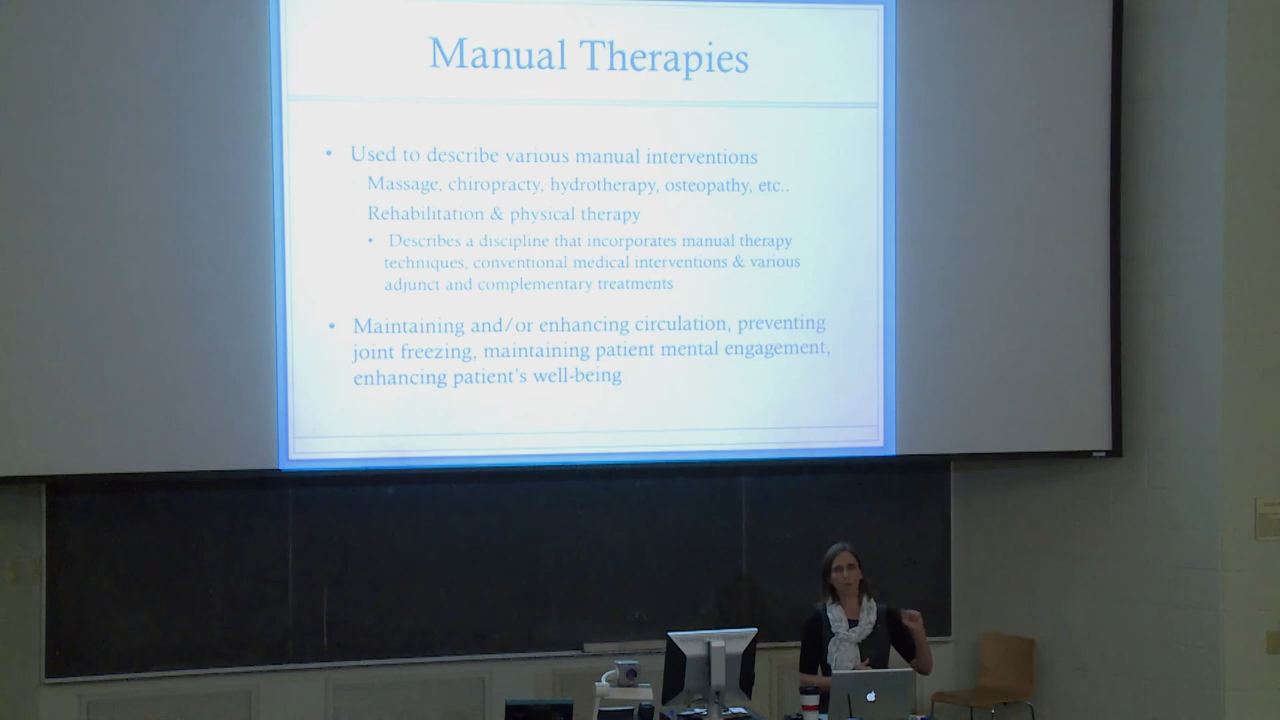 Manual Therapies
• Used to describe various manual interventions
Massage, chiropracty, hydrotherapy, osteopathy, etc..
Rehabilitation & physical therapy
• Describes a discipline that incorporates manual therapy
techniques, conventional medical interventions & various
adjunct and complementary treatments
• Maintaining and/or enhancing circulation, preventing
joint freezing, maintaining patient mental engagement,
enhancing patient's well-being